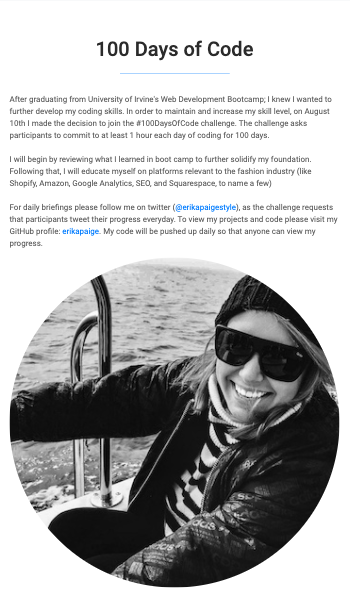 100 Days of Code
After graduating from University of Irvine's Web Development Bootcamp; I knew I wanted to
further develop my coding skills. In order to maintain and increase my skill level, on August
10th I made the decision to join the #100DaysOfCode challenge. The challenge asks
participants to commit to at least 1 hour each day of coding for 100 days.
I will begin by reviewing what I learned in boot camp to further solidify my foundation.
Following that, I will educate myself on platforms relevant to the fashion industry (like
Shopify, Amazon, Google Analytics, SEO, and Squarespace, to name a few)
For daily briefings please follow me on twitter (@erikapaigestyle), as the challenge requests
that participants tweet their progress everyday. To view my projects and code please visit my
GitHub profile: erikapaige. My code will be pushed up daily so that anyone can view my
progress.
adidas